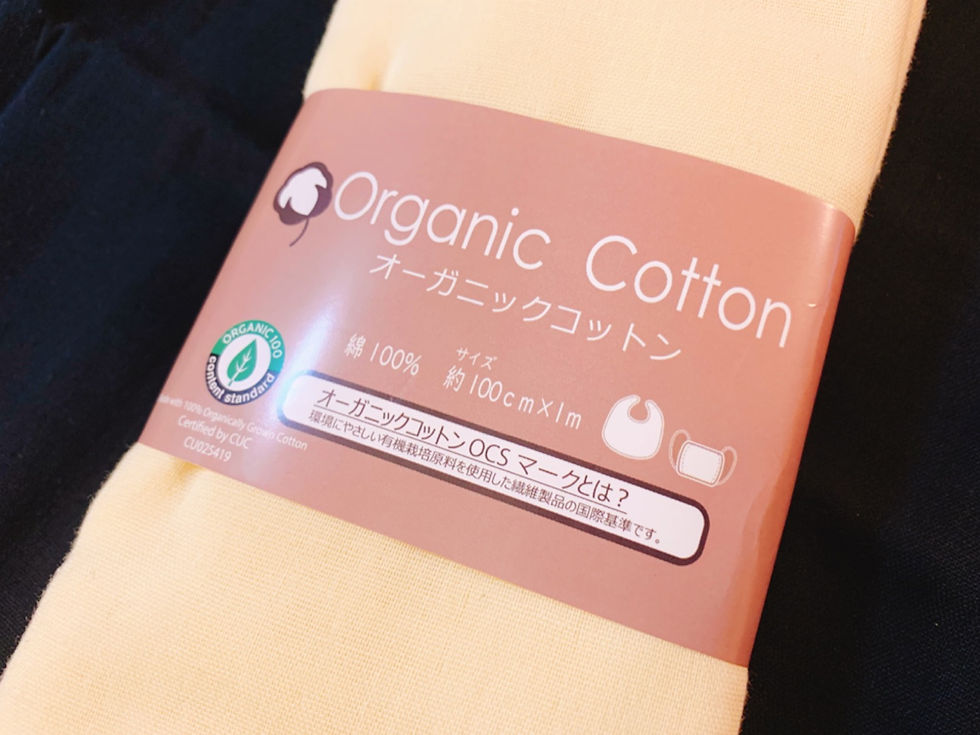 Organic Cotton
オーガニックコットン
綿100%
サイズ
約100cm×1m
ORGANIC 100
content standard
with 100% Organically Grown Cotton
Certified by CUC
CU025419
オーガニックコットンOCSマークとは?
環境にやさしい有機栽培原料を使用した繊維製品の国際基準です。